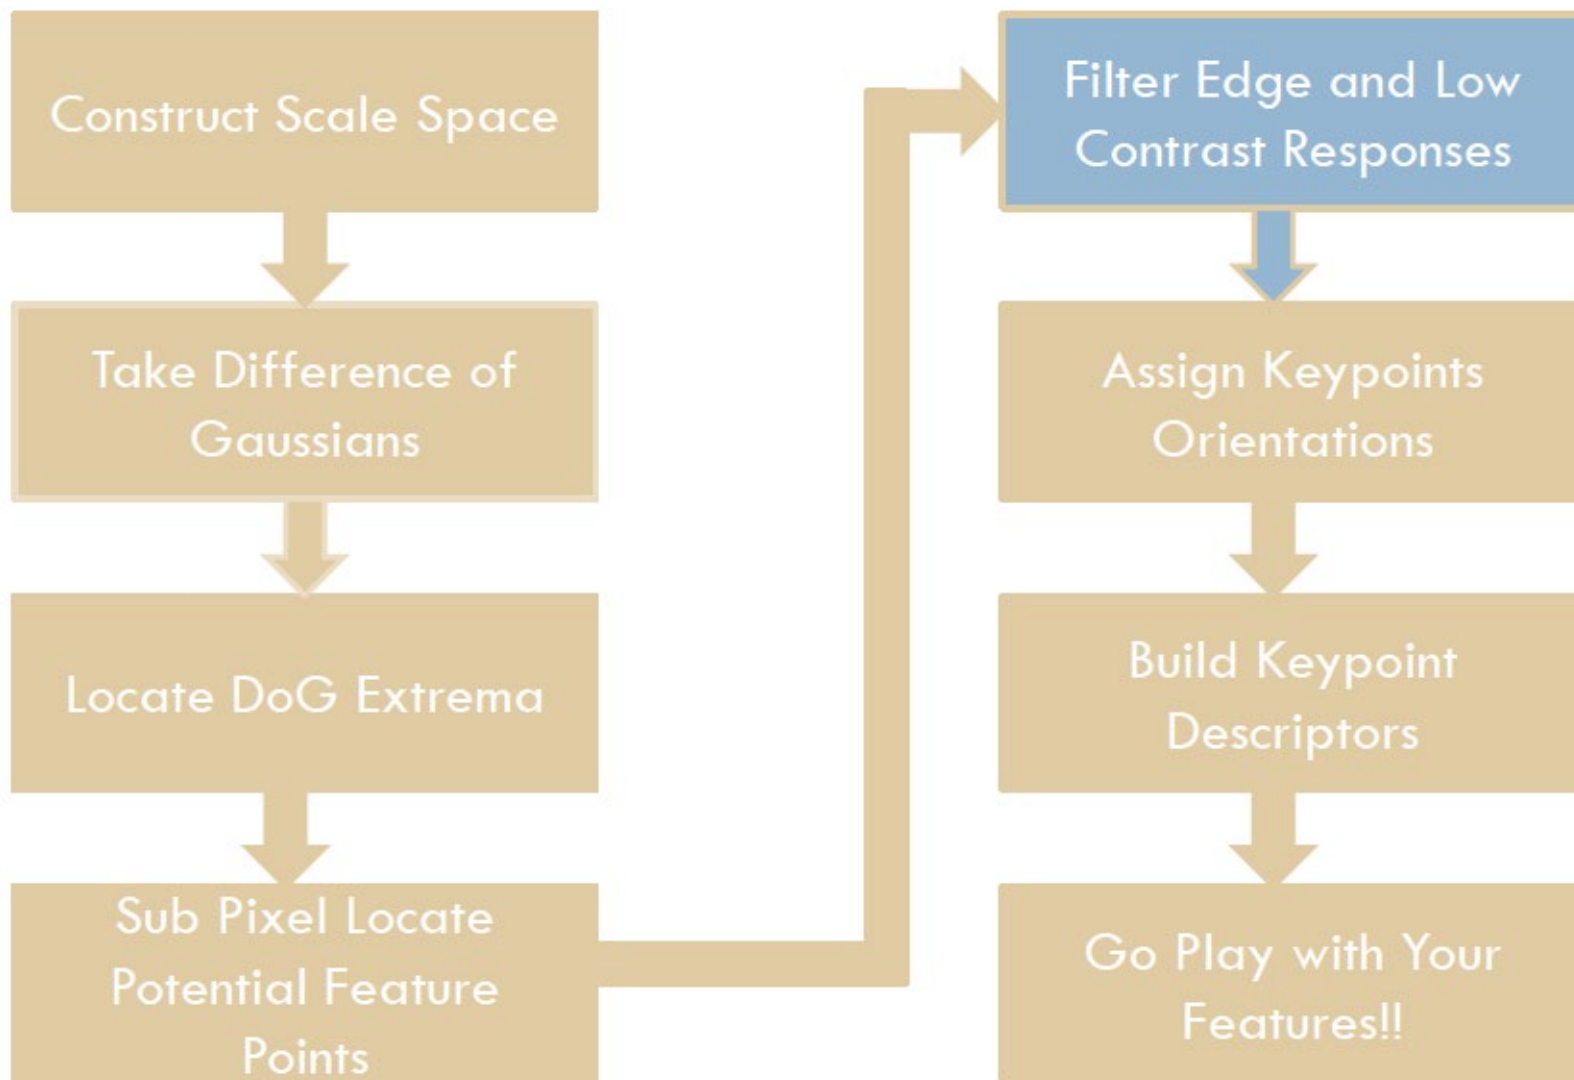 Construct Scale Space
Take Difference of
Gaussians
Locate DoG Extrema
Sub Pixel Locate
Potential Feature
Points
Filter Edge and Low
Contrast Responses
Assign Keypoints
Orientations
Build Keypoint
Descriptors
Go Play with Your
Features!!